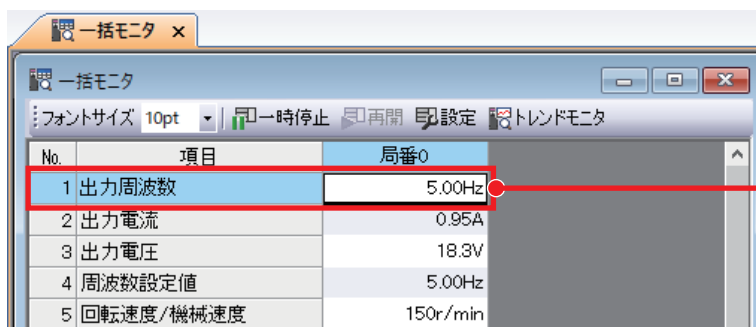 一括モニタ ×
一括モニタ
フォントサイズ 10pt 一時停止 再開 設定 トレンドモニタ
No. 項目 局番0
1 出力周波数 5.00Hz
2 出力電流 0.95A
3 出力電圧 18.3V
4 周波数設定値 5.00Hz
5 回転速度/機械速度 150r/min